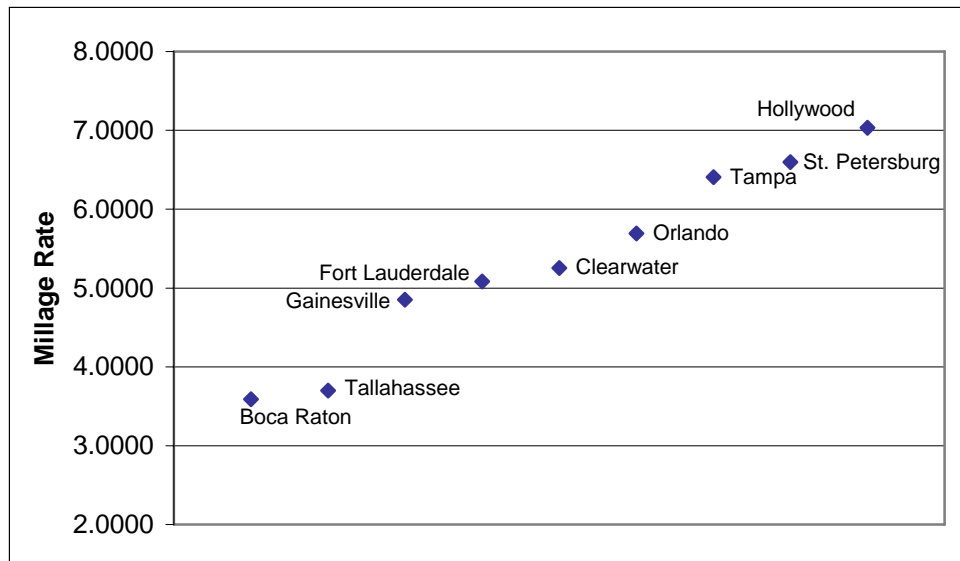 8.0000
Hollywood
7.0000
St. Petersburg
Tampa
6.0000
Orlando
Clearwater
Fort Lauderdale
5.0000
Gainesville
Millage Rate
4.0000
Tallahassee
Boca Raton
3.0000
2.0000